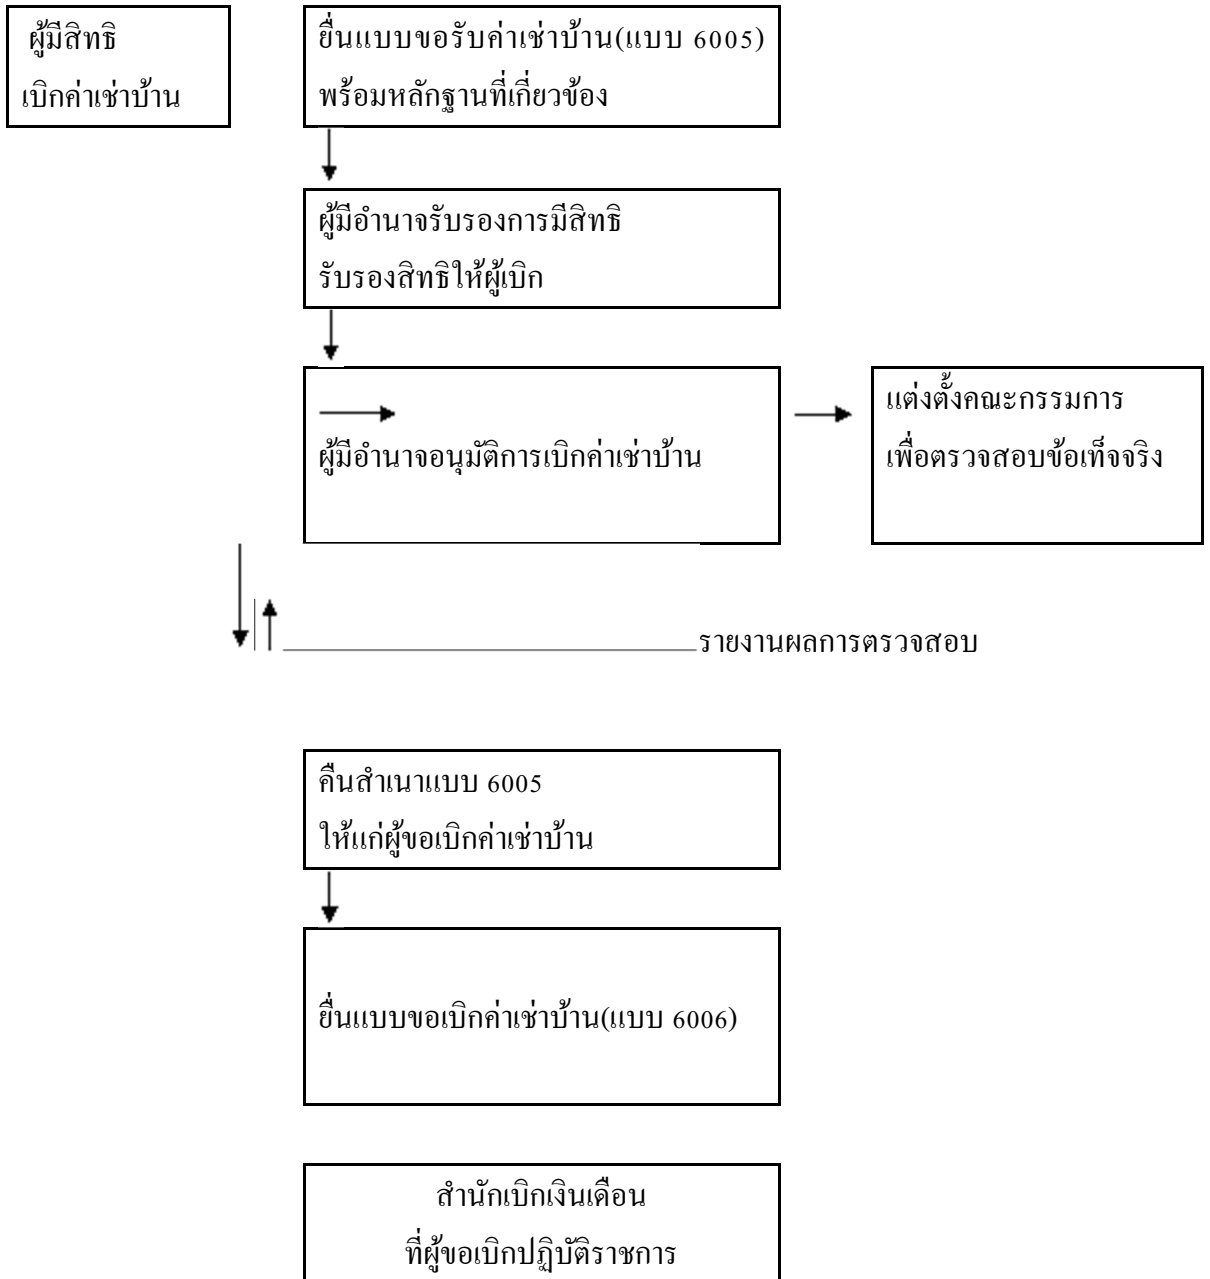 ผู้มีสิทธิ
เบิกค่าเช่าบ้าน
ยื่นแบบขอรับค่าเช่าบ้าน(แบบ 6005)
พร้อมหลักฐานที่เกี่ยวข้อง
ผู้มีอำนาจรับรองการมีสิทธิ
รับรองสิทธิให้ผู้เบิก
ผู้มีอำนาจอนุมัติการเบิกค่าเช่าบ้าน
แต่งตั้งคณะกรรมการ
เพื่อตรวจสอบข้อเท็จจริง
รายงานผลการตรวจสอบ
คืนสำเนาแบบ 6005
ให้แก่ผู้ขอเบิกค่าเช่าบ้าน
ยื่นแบบขอเบิกค่าเช่าบ้าน(แบบ 6006)
สำนักเบิกเงินเดือน
ที่ผู้ขอเบิกปฏิบัติราชการ